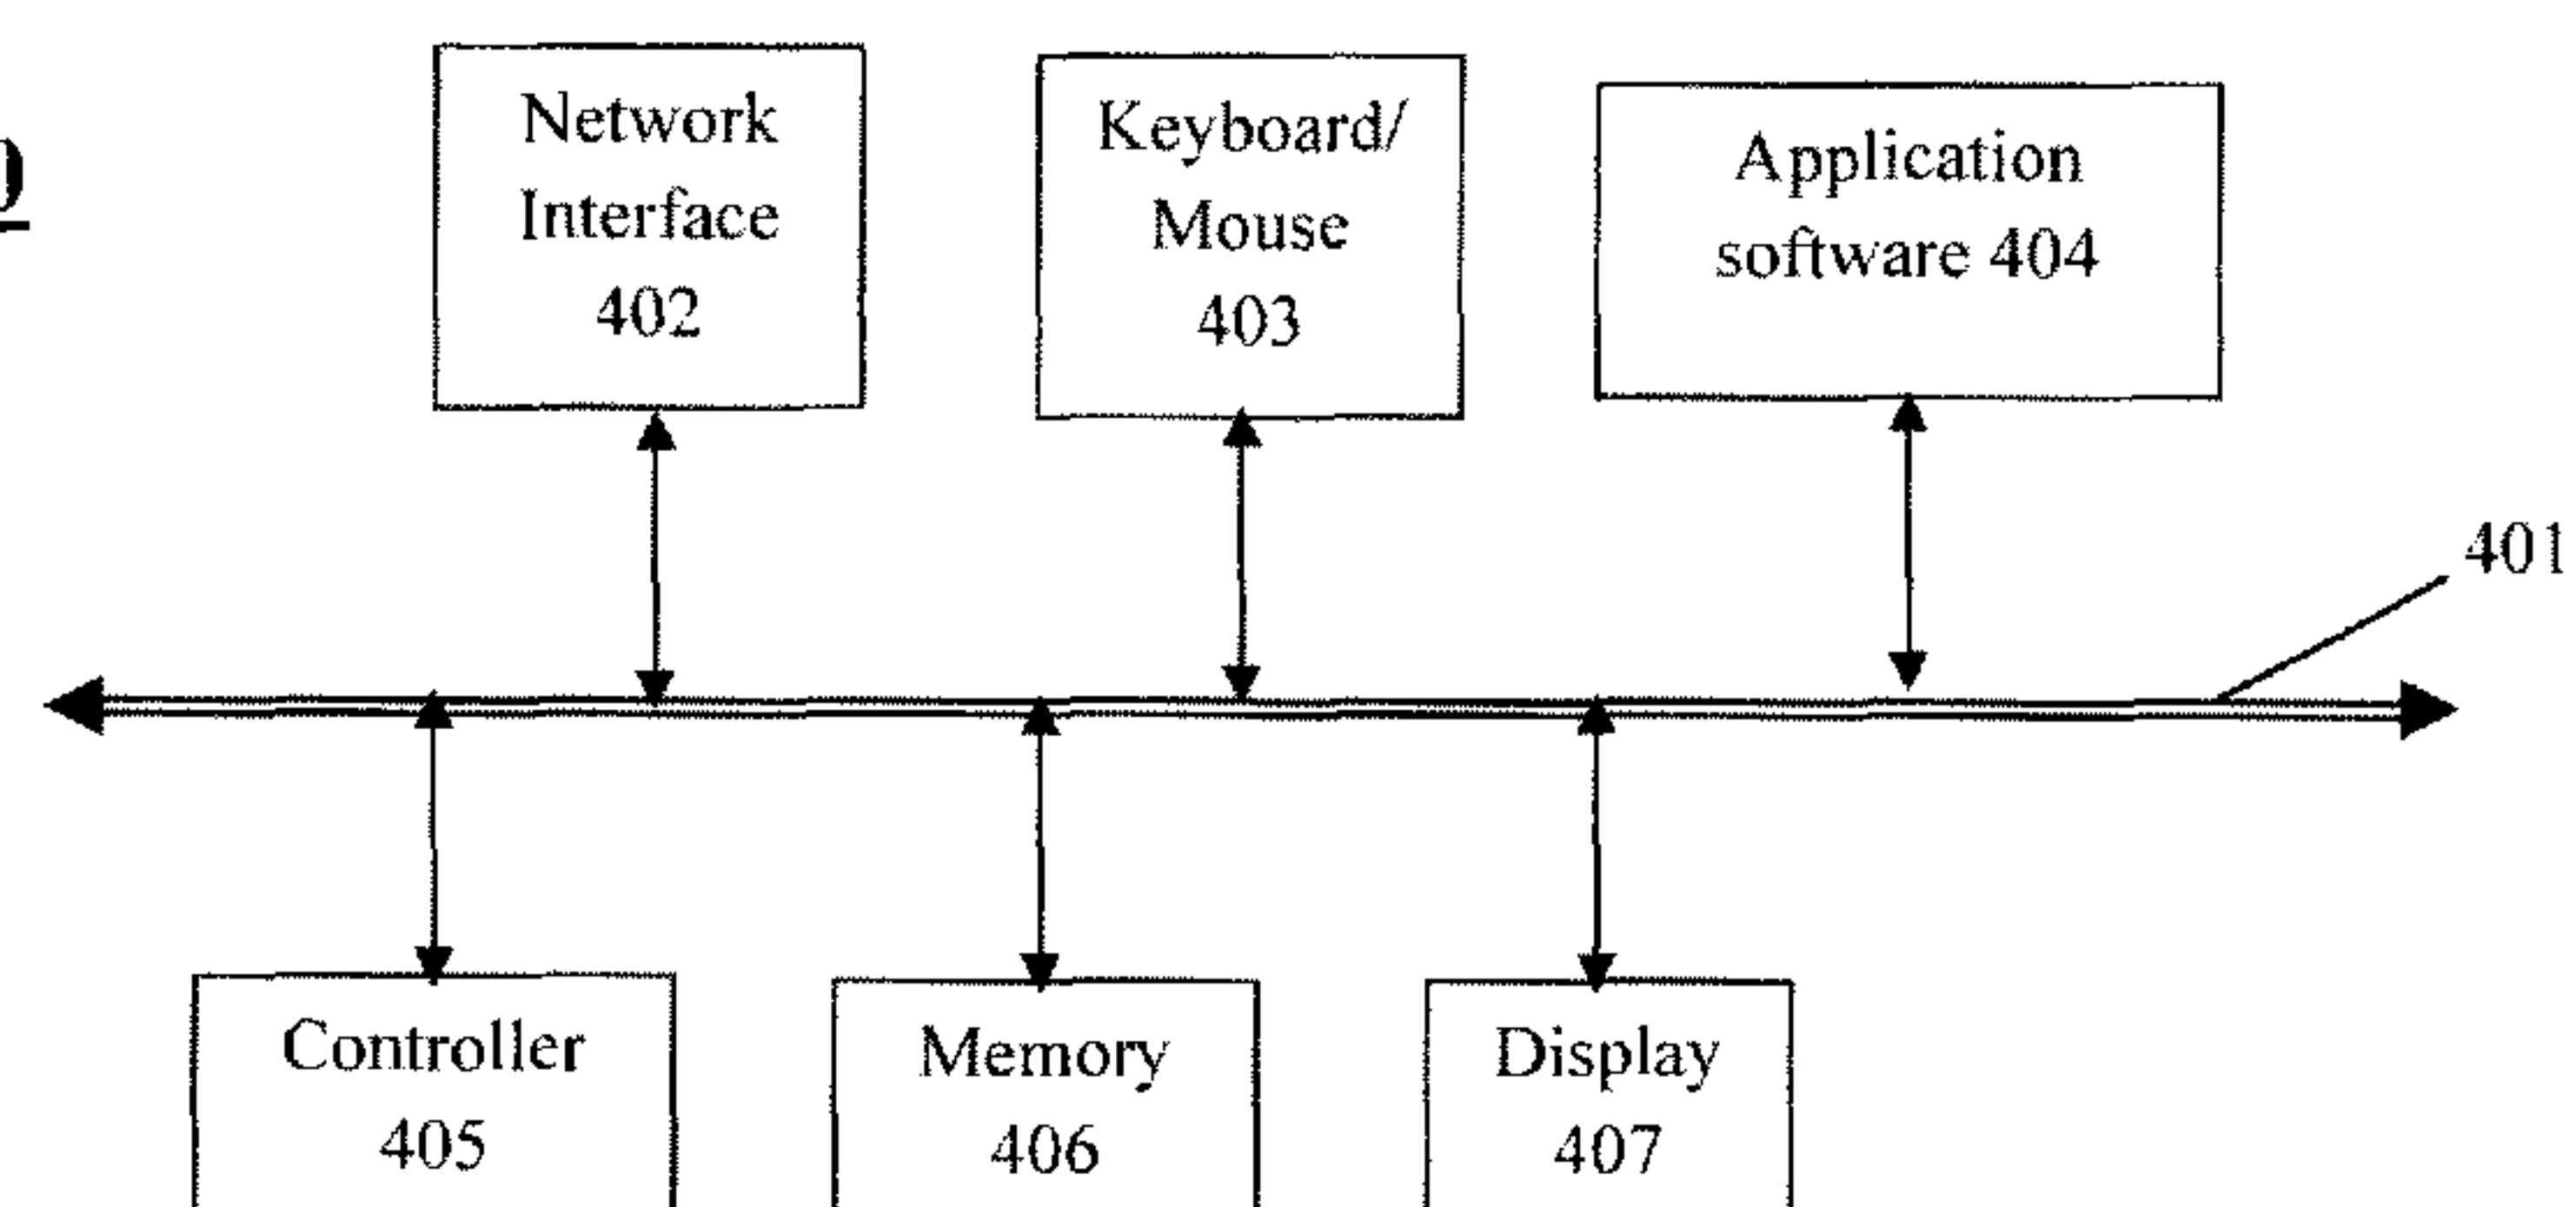 Network
Interface
402
Keyboard/
Mouse
403
Application
software 404
401
Controller
405
Memory
406
Display
407